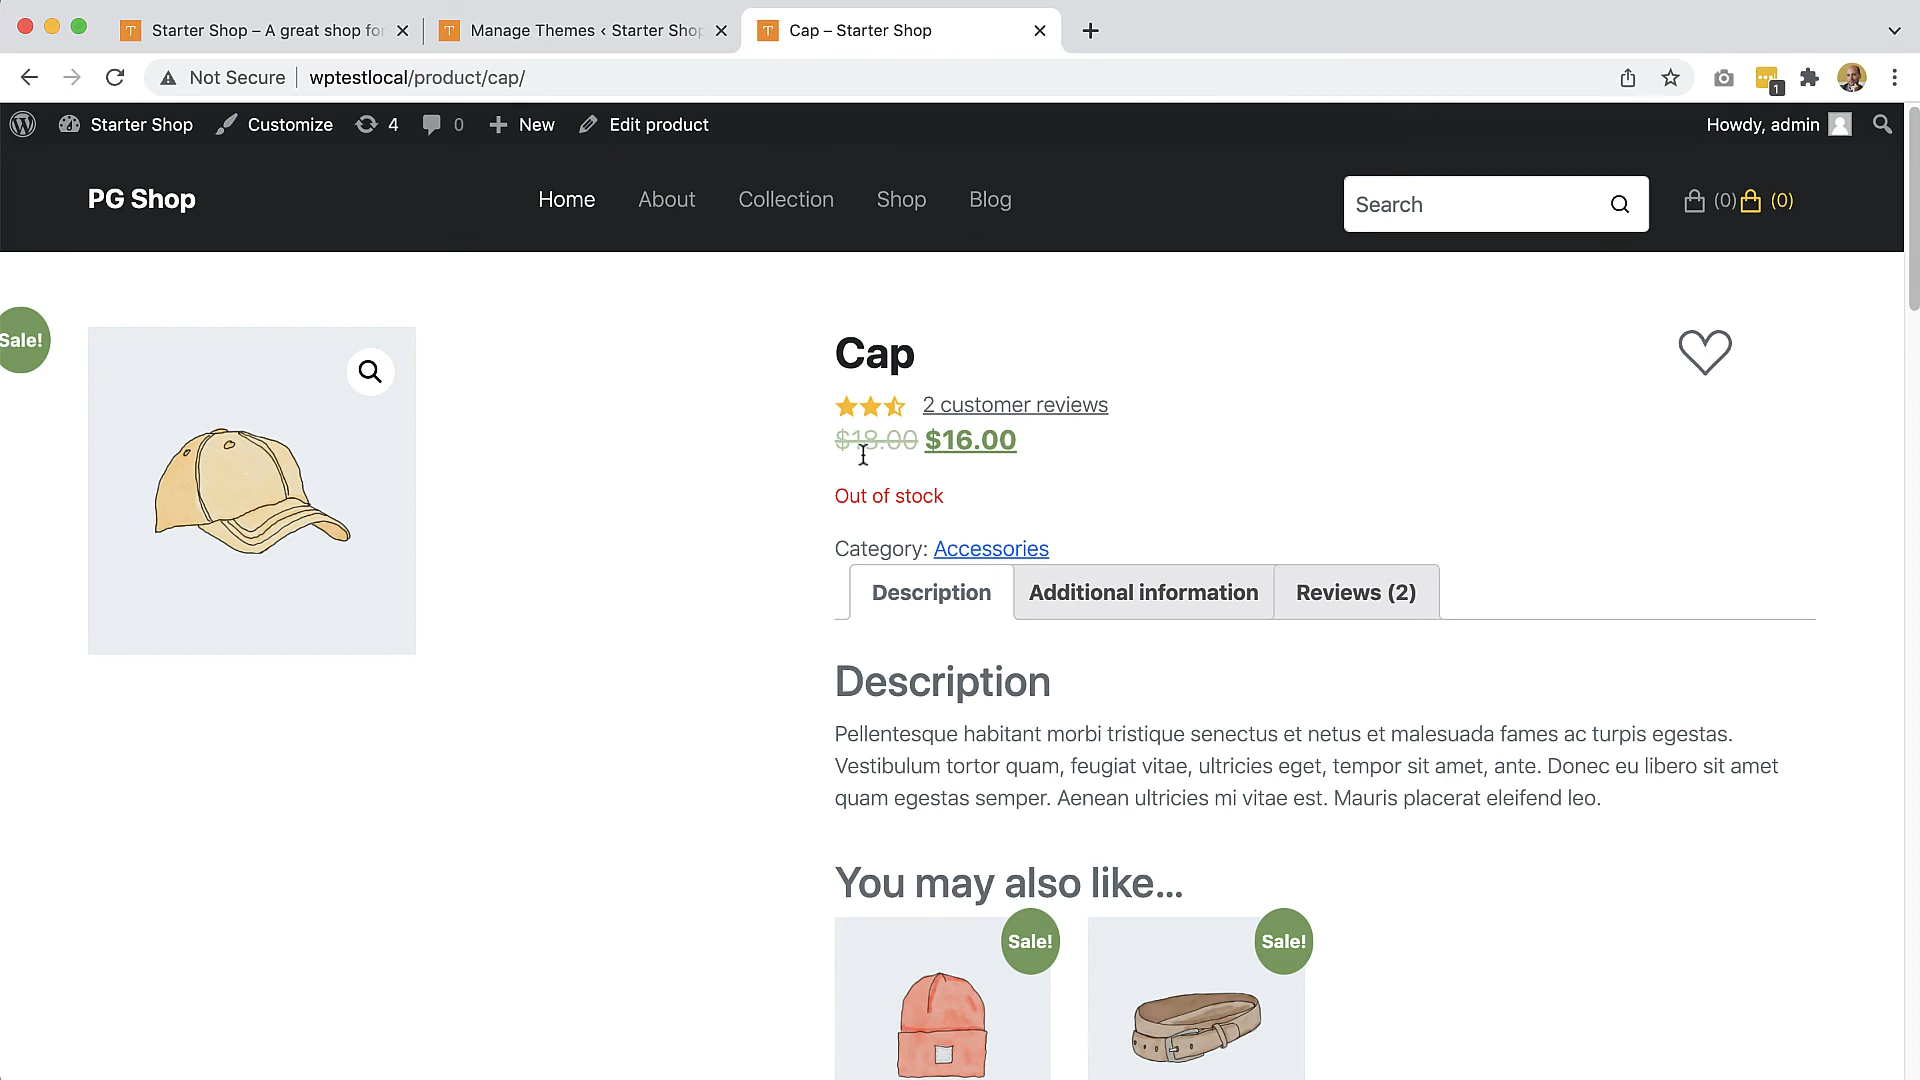 Starter Shop – A great shop for
Manage Themes ‹ Starter Shop
Cap – Starter Shop
Not Secure
wptestlocal/product/cap/
1
Starter Shop
Customize
4
0
New
Edit product
Howdy, admin
PG Shop
Home
About
Collection
Shop
Blog
Search
(0)
(0)
Sale!
Cap
2 customer reviews
$18.00 $16.00
Out of stock
Category: Accessories
Description
Additional information
Reviews (2)
Description
Pellentesque habitant morbi tristique senectus et netus et malesuada fames ac turpis egestas.
Vestibulum tortor quam, feugiat vitae, ultricies eget, tempor sit amet, ante. Donec eu libero sit amet
quam egestas semper. Aenean ultricies mi vitae est. Mauris placerat eleifend leo.
You may also like…
Sale!
Sale!